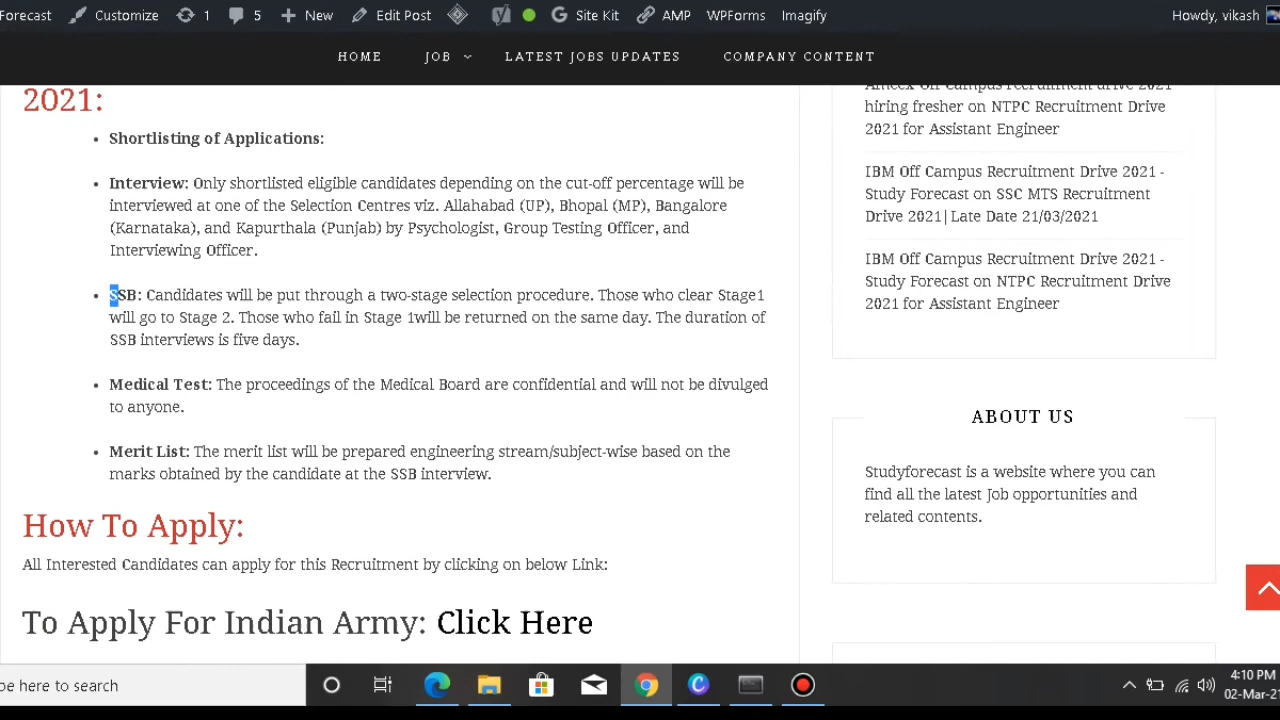 Forecast Customize 1 5 New Edit Post Site Kit AMP WPForms Imagify Howdy, vikash
HOME JOB LATEST JOBS UPDATES COMPANY CONTENT
2021:
Shortlisting of Applications:
Interview: Only shortlisted eligible candidates depending on the cut-off percentage will be
interviewed at one of the Selection Centres viz. Allahabad (UP), Bhopal (MP), Bangalore
(Karnataka), and Kapurthala (Punjab) by Psychologist, Group Testing Officer, and
Interviewing Officer.
SSB: Candidates will be put through a two-stage selection procedure. Those who clear Stage1
will go to Stage 2. Those who fail in Stage 1will be returned on the same day. The duration of
SSB interviews is five days.
Medical Test: The proceedings of the Medical Board are confidential and will not be divulged
to anyone.
Merit List: The merit list will be prepared engineering stream/subject-wise based on the
marks obtained by the candidate at the SSB interview.
How To Apply:
All Interested Candidates can apply for this Recruitment by clicking on below Link:
To Apply For Indian Army: Click Here
Off Campus recruitment drive 2021
hiring fresher on NTPC Recruitment Drive
2021 for Assistant Engineer
IBM Off Campus Recruitment Drive 2021 -
Study Forecast on SSC MTS Recruitment
Drive 2021|Late Date 21/03/2021
IBM Off Campus Recruitment Drive 2021 -
Study Forecast on NTPC Recruitment Drive
2021 for Assistant Engineer
ABOUT US
Studyforecast is a website where you can
find all the latest Job opportunities and
related contents.
pe here to search
4:10 PM
02-Mar-21